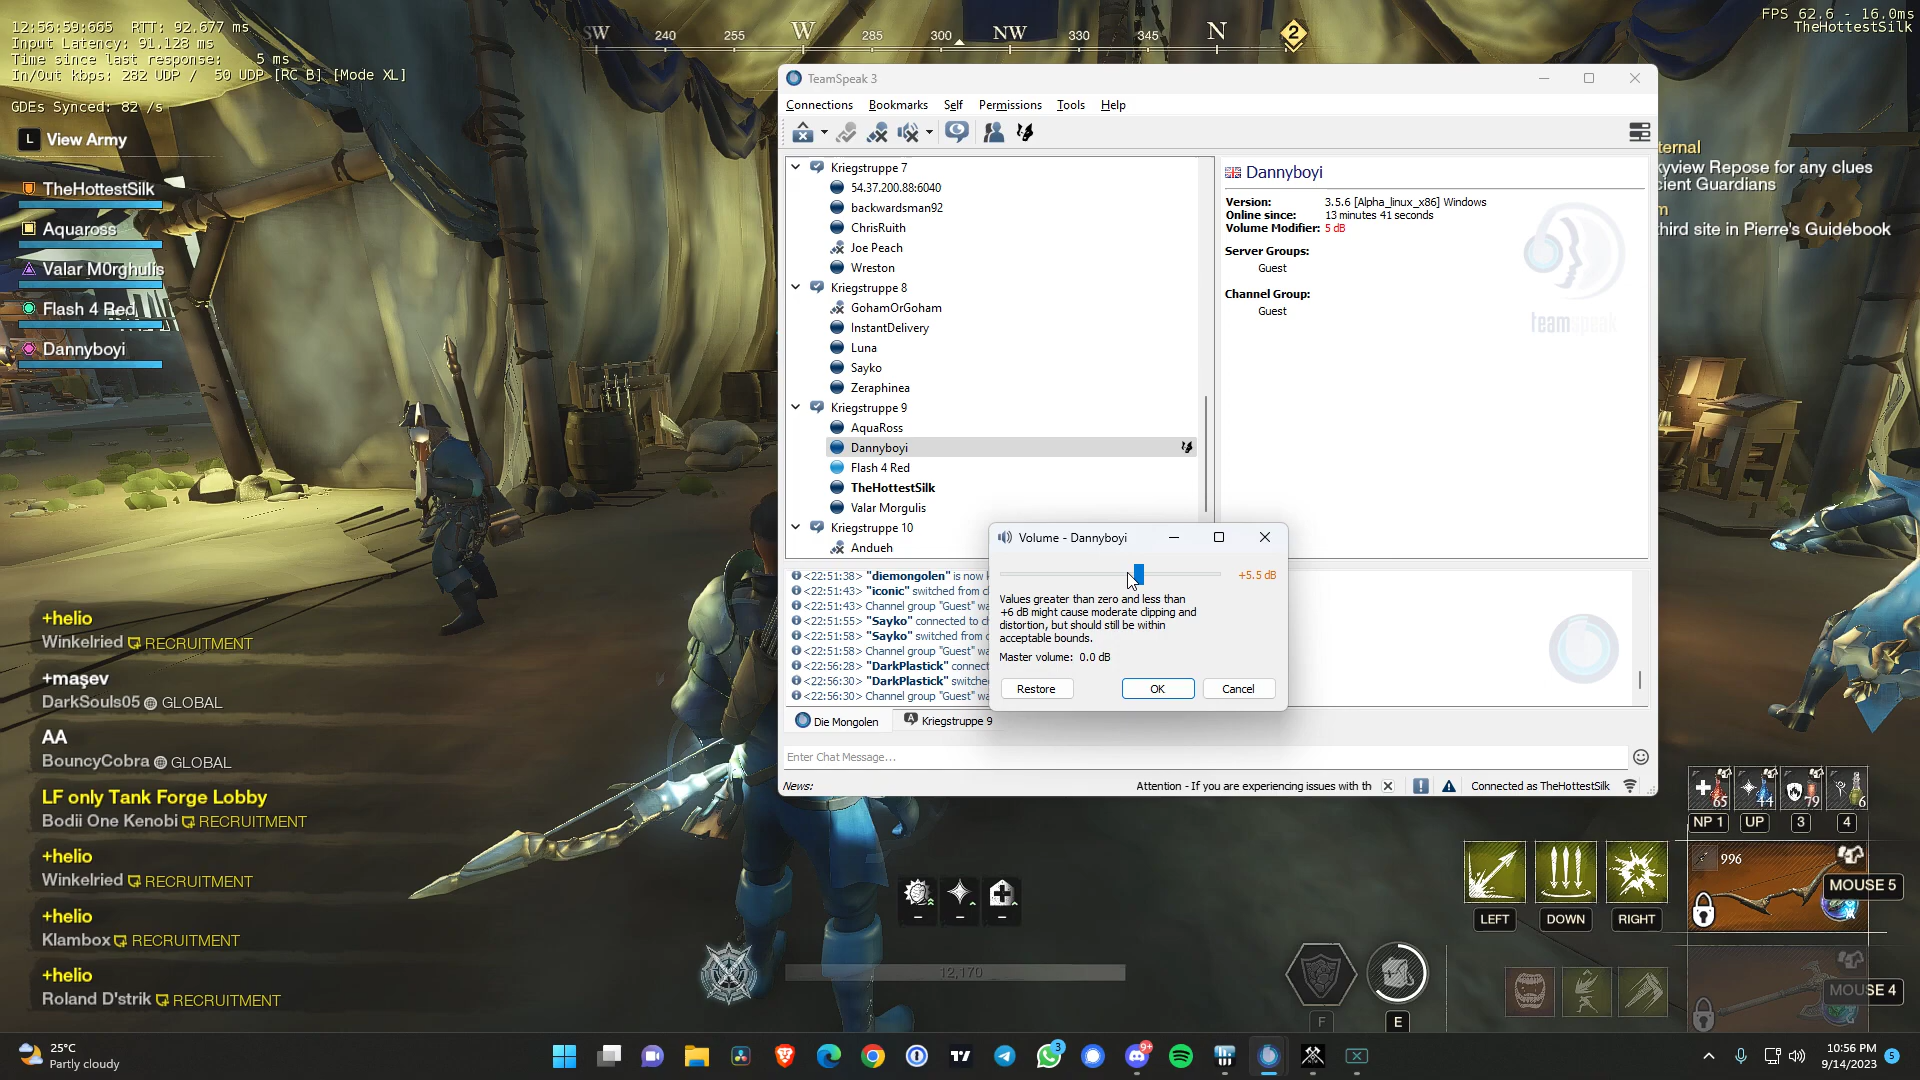 12:56:59:665 RTT: 92.677 ms
Input Latency: 91.128 ms
Time since last response: 5 ms
In/Out kbps: 282 UDP / 50 UDP [RC B] [Mode XL]
GDEs Synced: 82 /s
L View Army
TheHottestSilk
Aquaross
Valar M0rghulis
Flash 4 Red
Dannyboyi
SW 240 255 W 285 300 NW 330 345 N 2
FPS 62.6 - 16.0ms
TheHottestSilk
ternal
kyview Repose for any clues
cient Guardians
third site in Pierre's Guidebook
TeamSpeak 3
Connections Bookmarks Self Permissions Tools Help
Kriegstruppe 7
54.37.200.88:6040
backwardsman92
ChrisRuith
Joe Peach
Wreston
Kriegstruppe 8
GohamOrGoham
InstantDelivery
Luna
Sayko
Zeraphinea
Kriegstruppe 9
AquaRoss
Dannyboyi
Flash 4 Red
TheHottestSilk
Valar Morgulis
Kriegstruppe 10
Andueh
Dannyboyi
Version: 3.5.6 [Alpha_linux_x86] Windows
Online since: 13 minutes 41 seconds
Volume Modifier: 5 dB
Server Groups:
Guest
Channel Group:
Guest
teamspeak
<22:51:38> "diemongolen" is now
<22:51:43> "iconic" switched from
<22:51:43> Channel group "Guest"
<22:51:55> "Sayko" connected to
<22:51:58> "Sayko" switched from
<22:51:58> Channel group "Guest"
<22:56:28> "DarkPlastick"
<22:56:30> "DarkPlastick"
<22:56:30> Channel group "Guest"
Volume - Dannyboyi
+5.5 dB
Values greater than zero and less than
+6 dB might cause moderate clipping and
distortion, but should still be within
acceptable bounds.
Master volume: 0.0 dB
Restore OK Cancel
Die Mongolen Kriegstruppe 9
Enter Chat Message...
News: Attention - If you are experiencing issues with th Connected as TheHottestSilk
+helio
Winkelried RECRUITMENT
+maşev
DarkSouls05 GLOBAL
AA
BouncyCobra GLOBAL
LF only Tank Forge Lobby
Bodii One Kenobi RECRUITMENT
+helio
Winkelried RECRUITMENT
+helio
Klambox RECRUITMENT
+helio
Roland D'strik RECRUITMENT
12,170
65 44 79 6
NP 1 UP 3 4
996
MOUSE 5
LEFT DOWN RIGHT
MOUSE 4
F E
25°C
Partly cloudy
3
9+
10:56 PM
9/14/2023
5